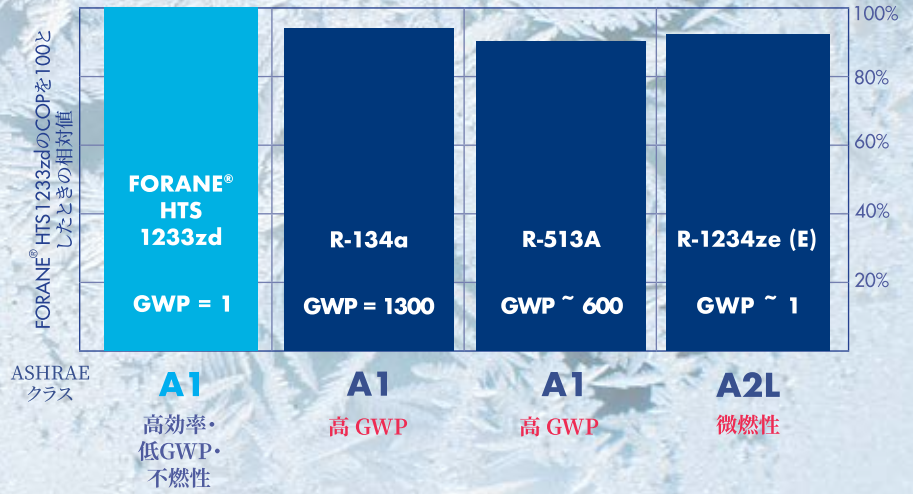 FORANE® HTS 1233zdのCOPを100と
したときの相対値
100%
80%
60%
40%
20%
FORANE®
HTS
1233zd
GWP = 1
R-134a
GWP = 1300
R-513A
GWP ~ 600
R-1234ze (E)
GWP ~ 1
ASHRAE
クラス
A1
高効率・
低GWP・
不燃性
A1
高 GWP
A1
高 GWP
A2L
微燃性